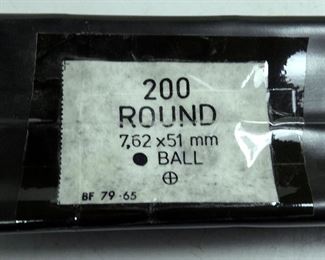 200
ROUND
7,62 x 51 mm
● BALL
⊕
BF 79-65